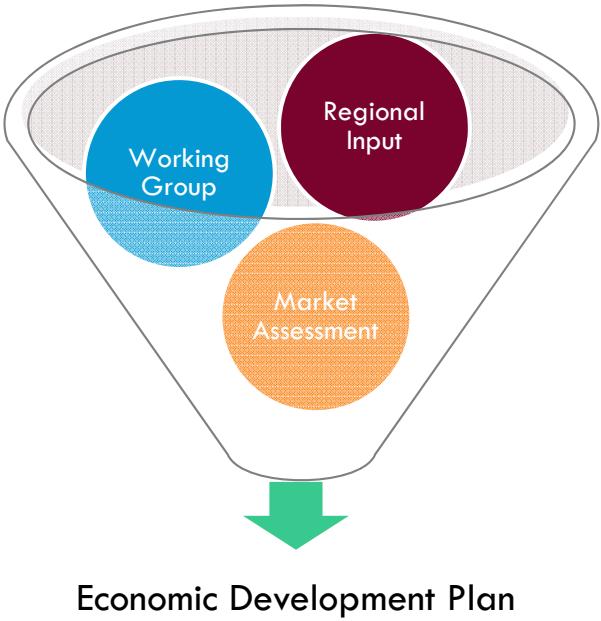 Regional
Input
Working
Group
Market
Assessment
Economic Development Plan